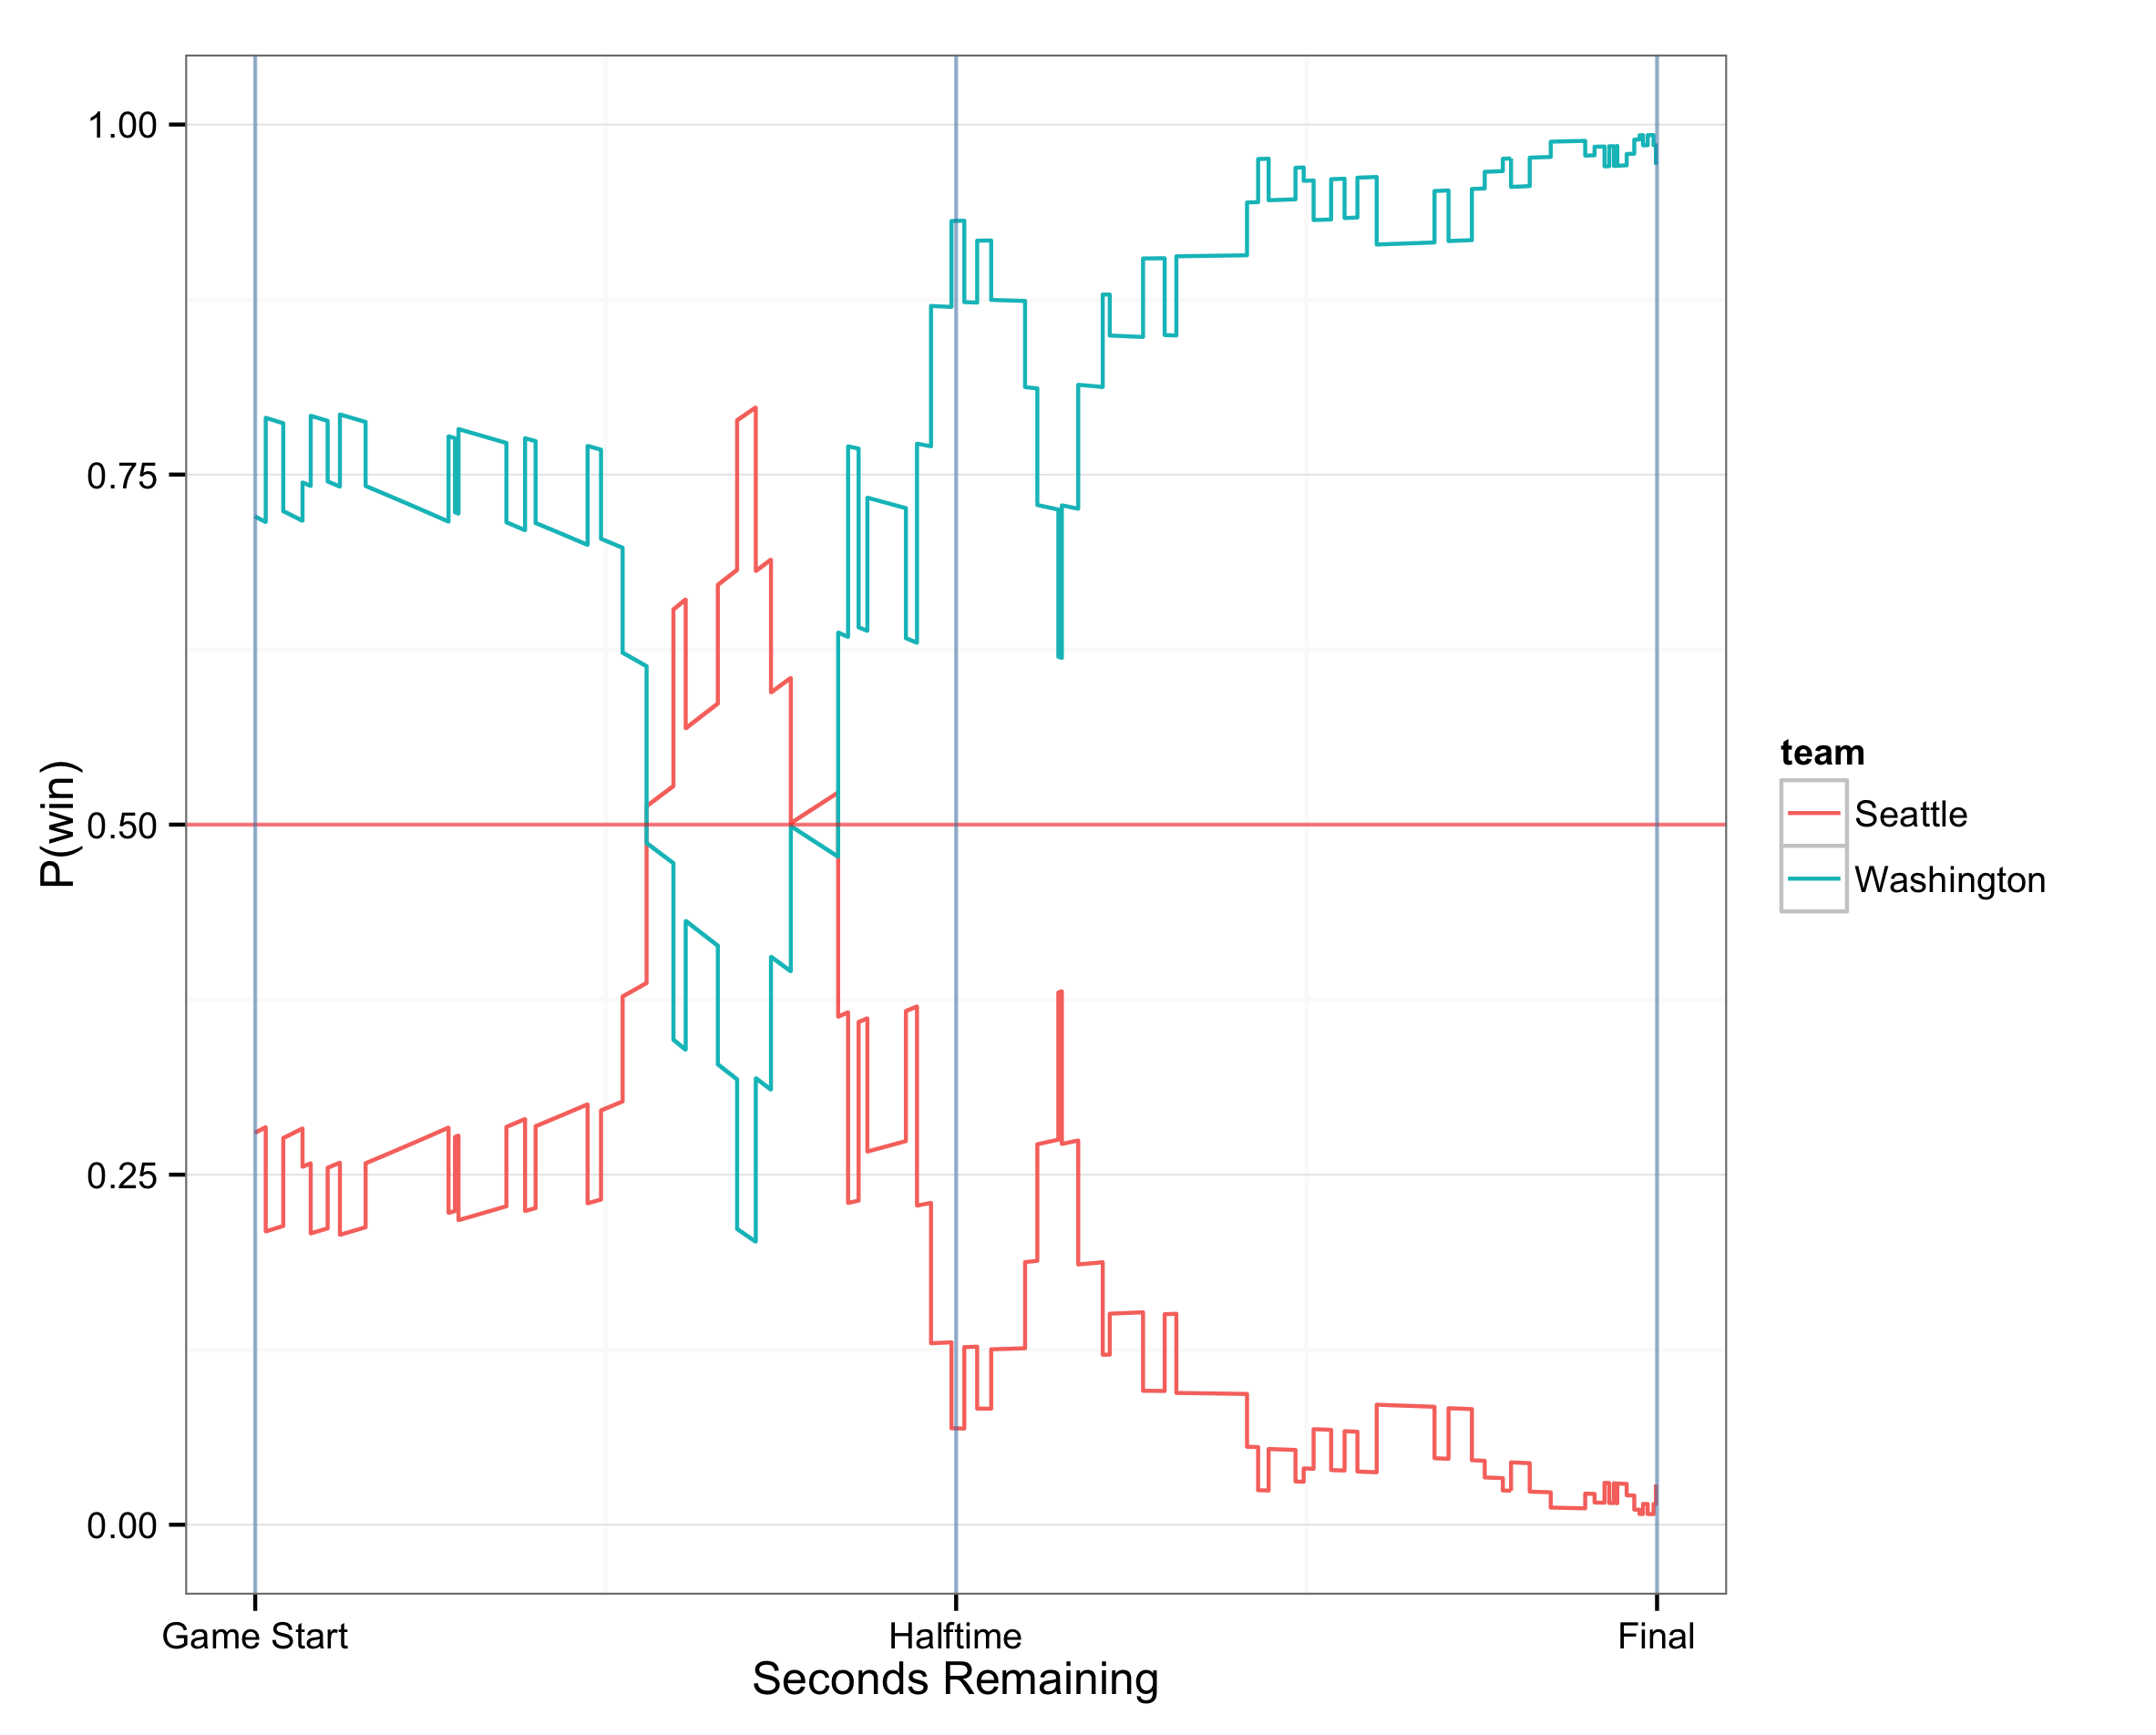 1.00
0.75
0.50
0.25
0.00
P(win)
Game Start
Halftime
Final
Seconds Remaining
team
Seattle
Washington